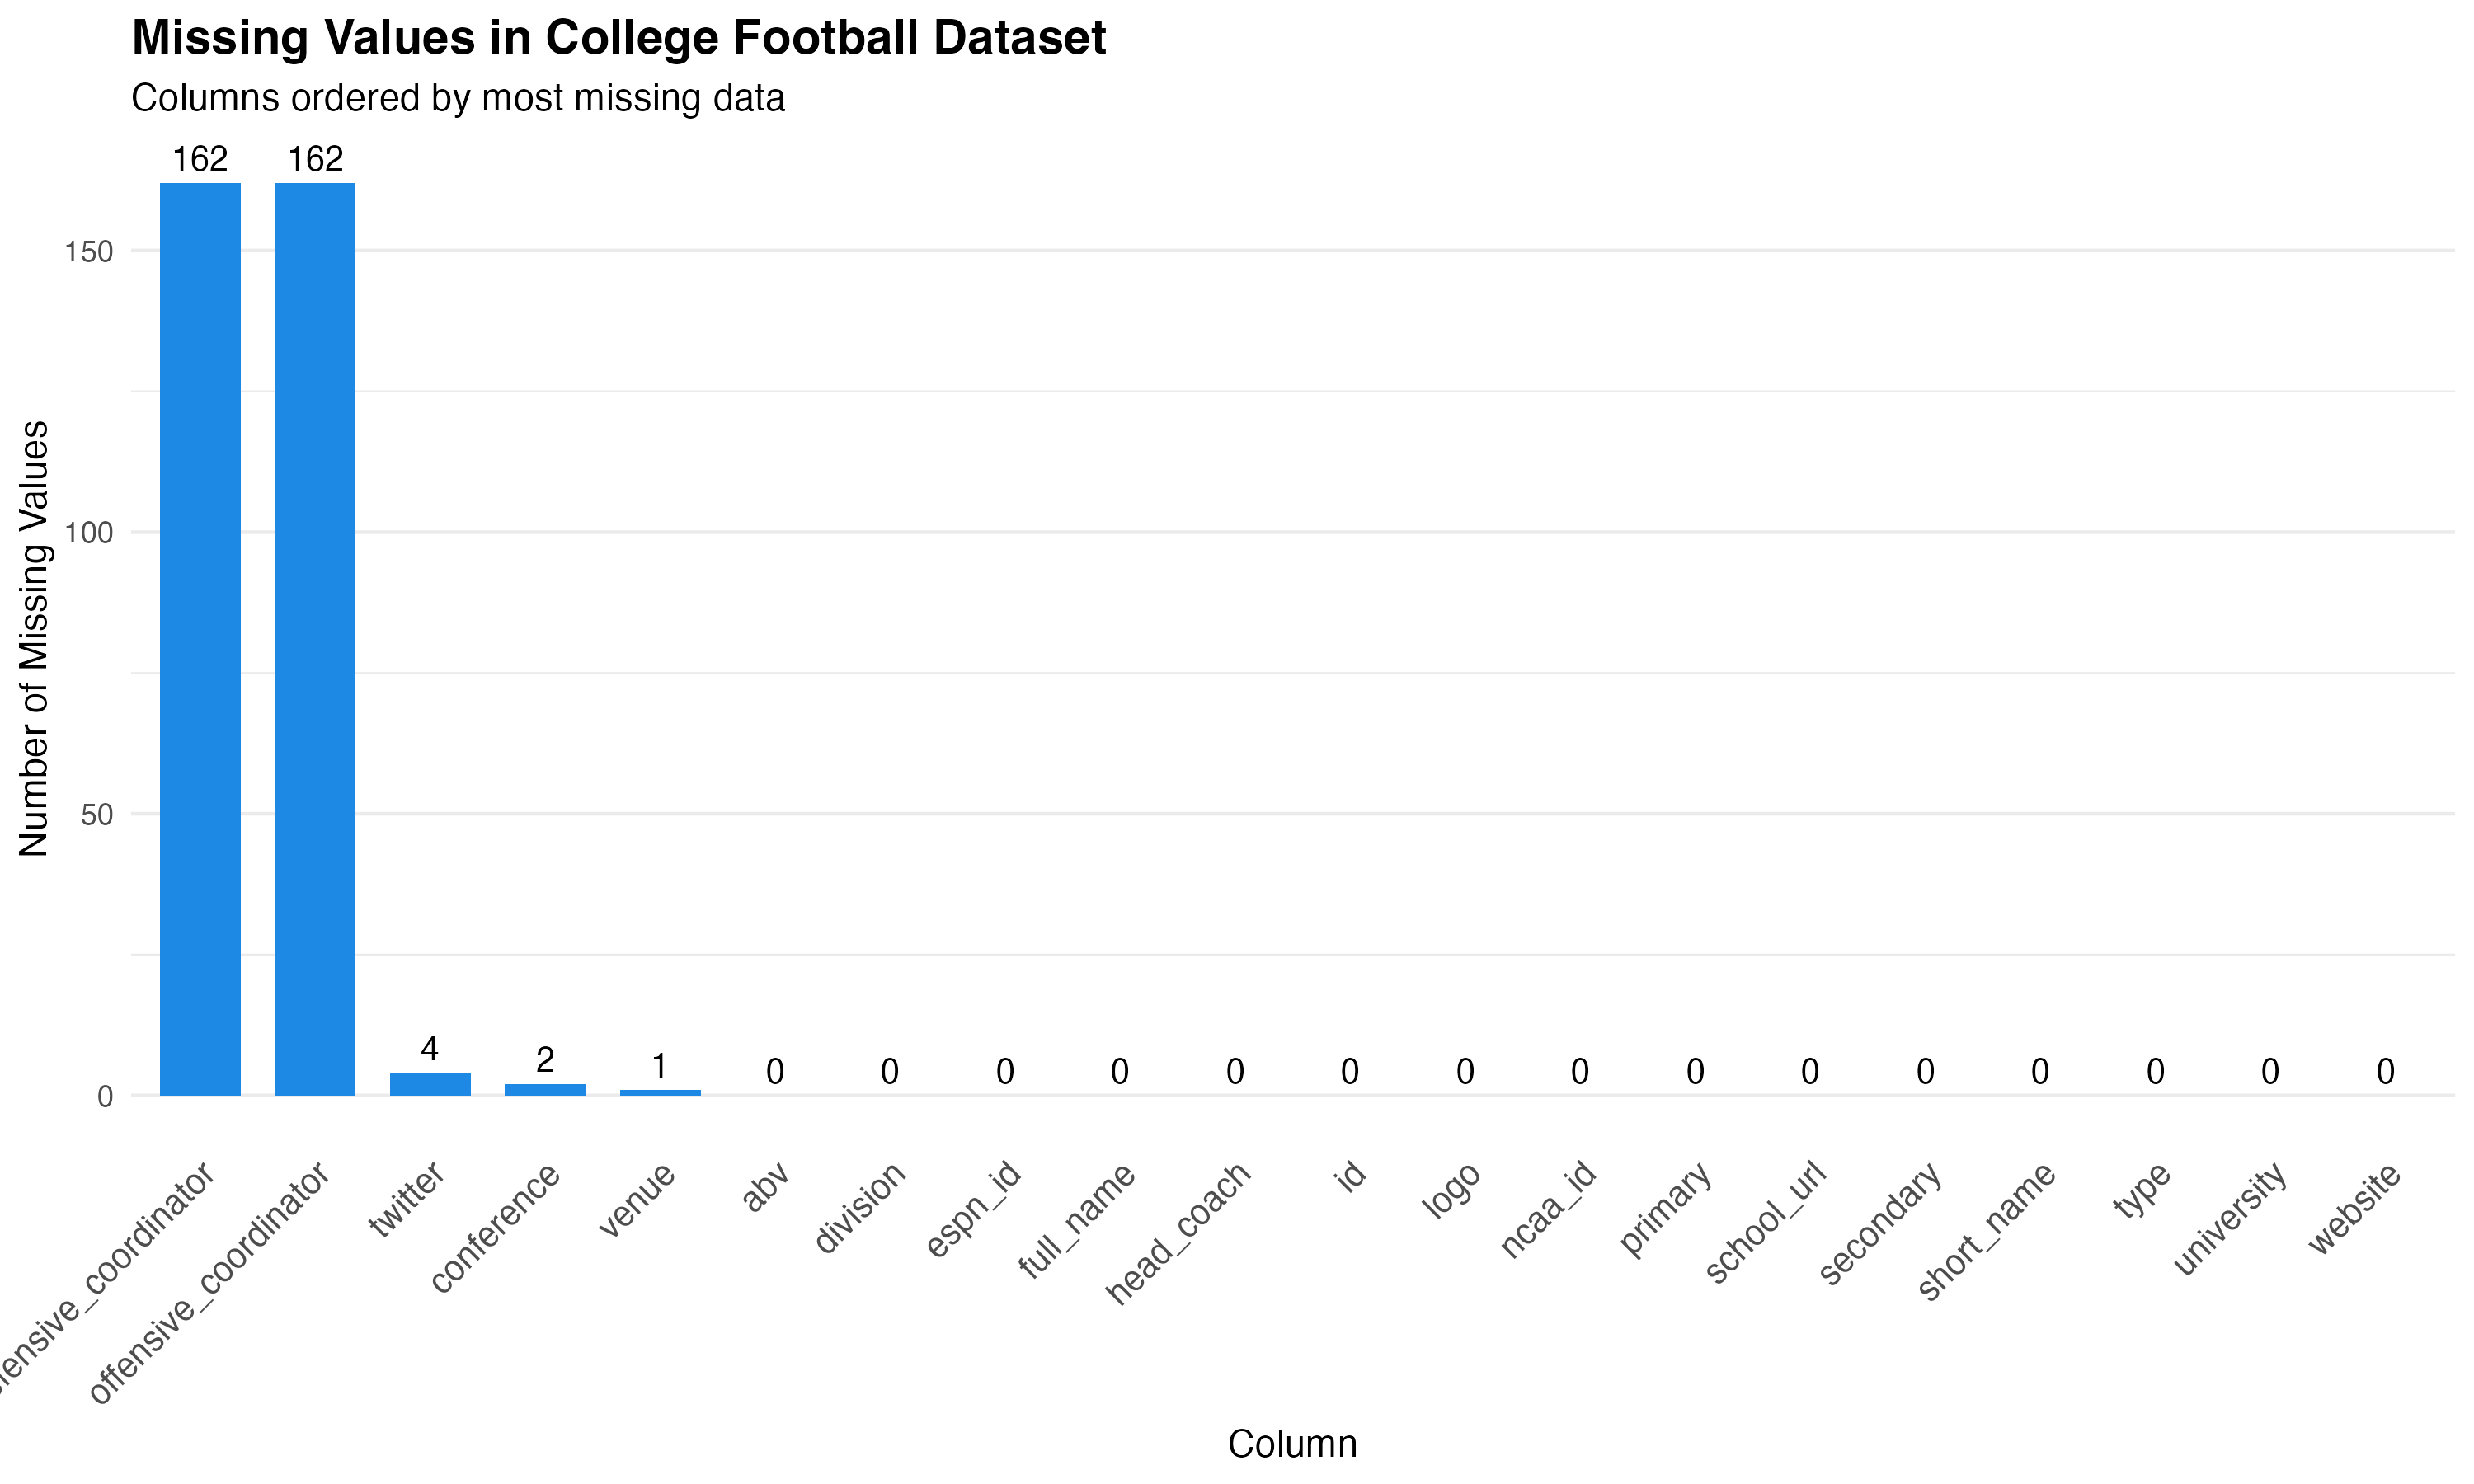 Missing Values in College Football Dataset
Columns ordered by most missing data
162 162 4 2 1 0 0 0 0 0 0 0 0 0 0 0 0 0 0 0
150
100
50
0
Number of Missing Values
offensive_coordinator
twitter
conference
venue
abv
division
espn_id
full_name
head_coach
id
logo
ncaa_id
primary
school_url
secondary
short_name
type
university
website
Column